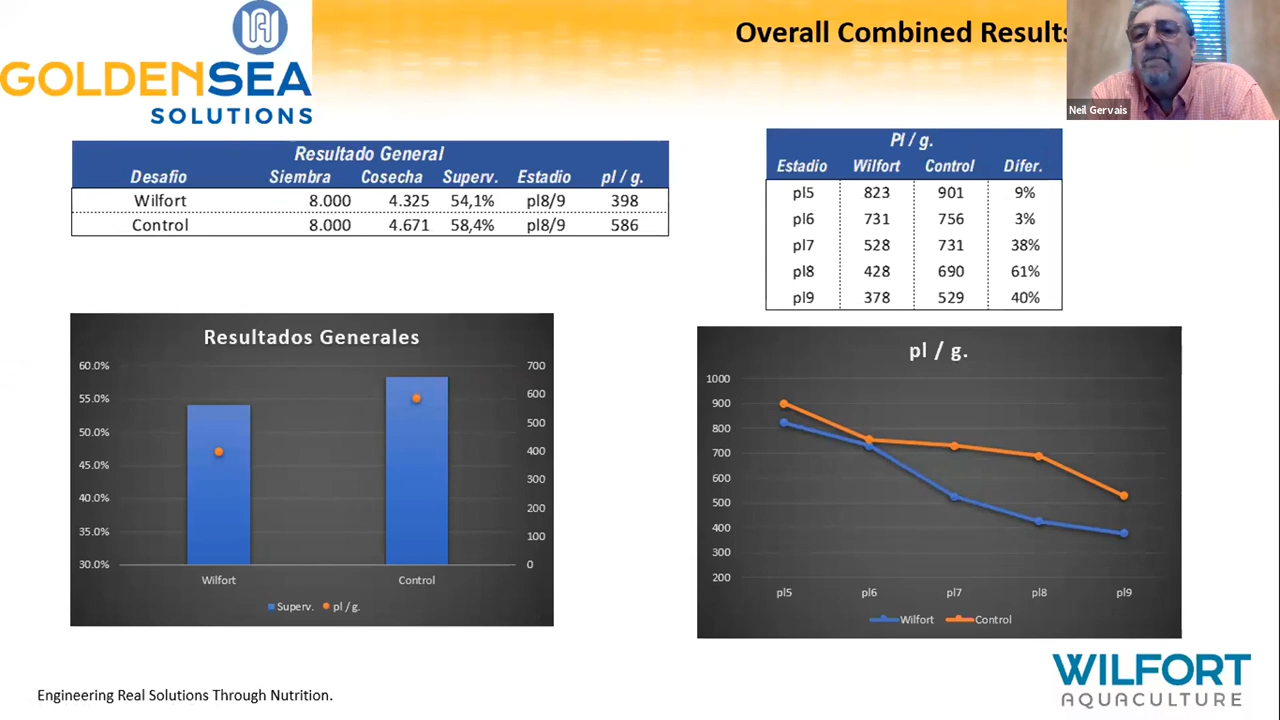 GOLDENSEA
SOLUTIONS
Overall Combined Results
Neil Gervais
Resultado General
Desafio Siembra Cosecha Superv. Estadio pl / g.
Wilfort 8.000 4.325 54,1% pl8/9 398
Control 8.000 4.671 58,4% pl8/9 586
Pl / g.
Estadio Wilfort Control Difer.
pl5 823 901 9%
pl6 731 756 3%
pl7 528 731 38%
pl8 428 690 61%
pl9 378 529 40%
Resultados Generales
60.0% 700
55.0% 600
50.0% 500
45.0% 400
40.0% 300
35.0% 200
30.0% 100
0
Wilfort Control
Superv. pl / g.
pl / g.
1000
900
800
700
600
500
400
300
200
pl5 pl6 pl7 pl8 pl9
Wilfort Control
Engineering Real Solutions Through Nutrition.
WILFORT
AQUACULTURE